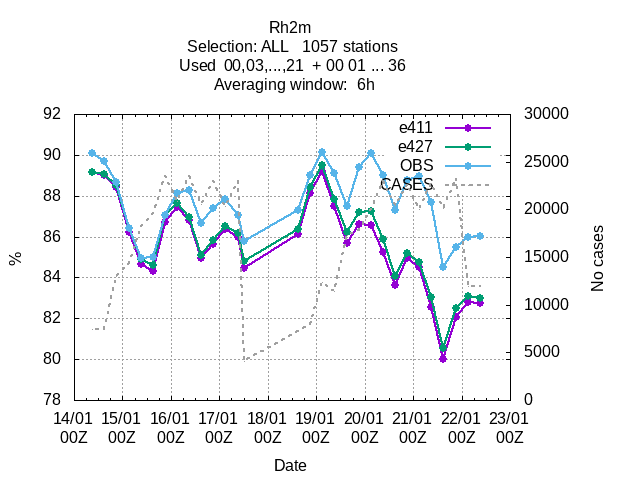 Rh2m
Selection: ALL   1057 stations
Used  00,03,...,21  + 00 01 ... 36
Averaging window:  6h
92
90
88
86
84
82
80
78
%
30000
25000
20000
15000
10000
5000
0
No cases
e411
e427
OBS
CASES
14/01 15/01 16/01 17/01 18/01 19/01 20/01 21/01 22/01 23/01
00Z 00Z 00Z 00Z 00Z 00Z 00Z 00Z 00Z 00Z
Date